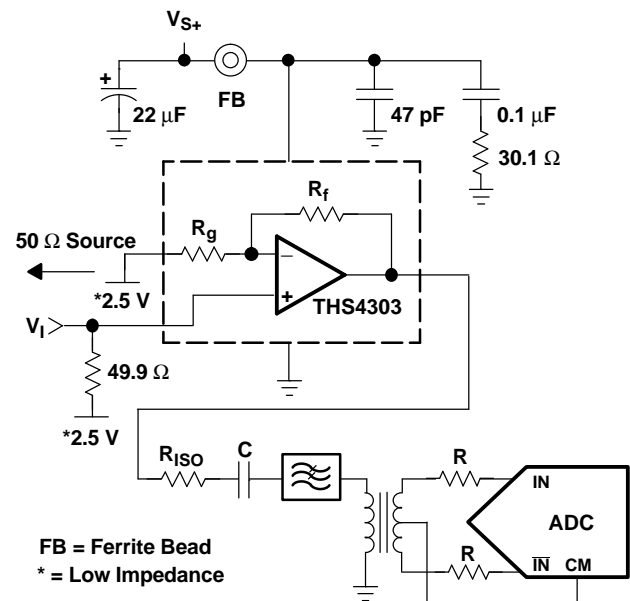 VS+
+
FB
22 μF
47 pF
0.1 μF
30.1 Ω
Rf
Rg
50 Ω Source
*2.5 V
−
+
THS4303
VI
49.9 Ω
*2.5 V
RISO
C
R
IN
ADC
R
IN CM
FB = Ferrite Bead
* = Low Impedance